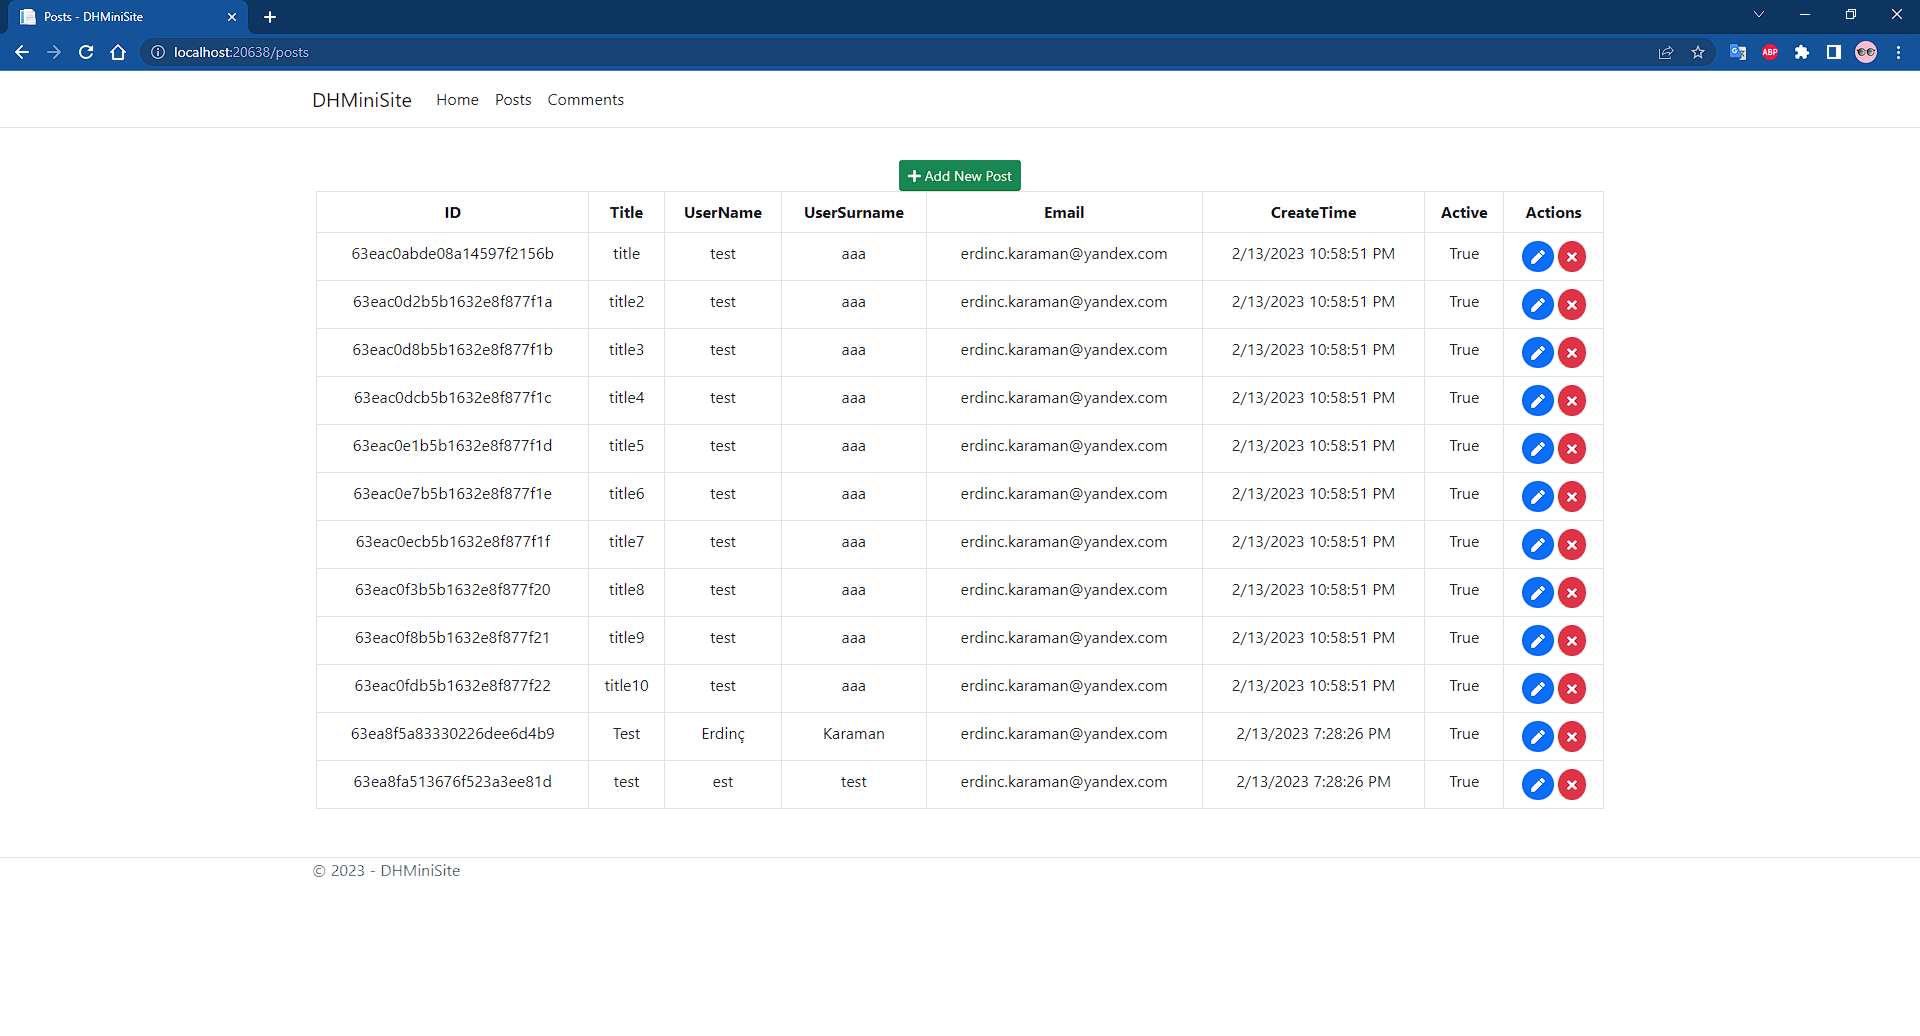 Posts - DHMiniSite
localhost:20638/posts
ABP
DHMiniSite Home Posts Comments
Add New Post
ID Title UserName UserSurname Email CreateTime Active Actions
63eac0abde08a14597f2156b title test aaa erdinc.karaman@yandex.com 2/13/2023 10:58:51 PM True
63eac0d2b5b1632e8f877f1a title2 test aaa erdinc.karaman@yandex.com 2/13/2023 10:58:51 PM True
63eac0d8b5b1632e8f877f1b title3 test aaa erdinc.karaman@yandex.com 2/13/2023 10:58:51 PM True
63eac0dcb5b1632e8f877f1c title4 test aaa erdinc.karaman@yandex.com 2/13/2023 10:58:51 PM True
63eac0e1b5b1632e8f877f1d title5 test aaa erdinc.karaman@yandex.com 2/13/2023 10:58:51 PM True
63eac0e7b5b1632e8f877f1e title6 test aaa erdinc.karaman@yandex.com 2/13/2023 10:58:51 PM True
63eac0ecb5b1632e8f877f1f title7 test aaa erdinc.karaman@yandex.com 2/13/2023 10:58:51 PM True
63eac0f3b5b1632e8f877f20 title8 test aaa erdinc.karaman@yandex.com 2/13/2023 10:58:51 PM True
63eac0f8b5b1632e8f877f21 title9 test aaa erdinc.karaman@yandex.com 2/13/2023 10:58:51 PM True
63eac0fdb5b1632e8f877f22 title10 test aaa erdinc.karaman@yandex.com 2/13/2023 10:58:51 PM True
63ea8f5a83330226dee6d4b9 Test Erdinç Karaman erdinc.karaman@yandex.com 2/13/2023 7:28:26 PM True
63ea8fa513676f523a3ee81d test est test erdinc.karaman@yandex.com 2/13/2023 7:28:26 PM True
© 2023 - DHMiniSite